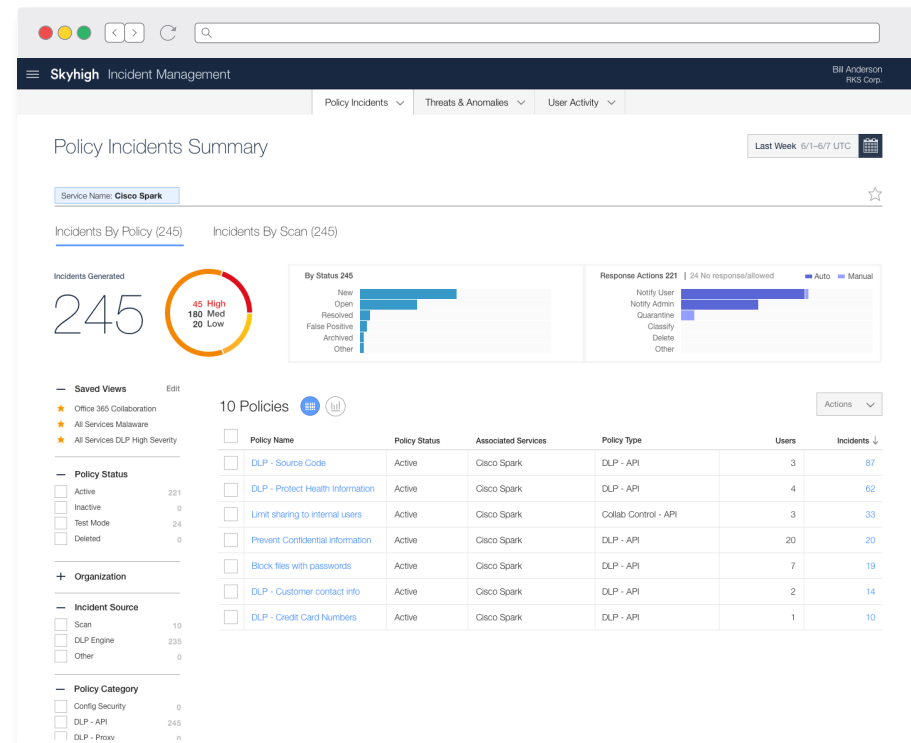 Skyhigh Incident Management
Bill Anderson
RKS Corp.
Policy Incidents
Threats & Anomalies
User Activity
Policy Incidents Summary
Last Week 6/1–6/7 UTC
Service Name: Cisco Spark
Incidents By Policy (245)
Incidents By Scan (245)
Incidents Generated
245
45 High
180 Med
20 Low
By Status 245
New
Open
Resolved
False Positive
Archived
Other
Response Actions 221 | 24 No response/allowed
Auto
Manual
Notify User
Notify Admin
Quarantine
Classify
Delete
Other
Saved Views Edit
Office 365 Collaboration
All Services Malaware
All Services DLP High Severity
Policy Status
Active 221
Inactive 0
Test Mode 24
Deleted 0
Organization
Incident Source
Scan 10
DLP Engine 235
Other 0
Policy Category
Config Security 0
DLP - API 245
DLP - Proxy 0
10 Policies
Actions
Policy Name Policy Status Associated Services Policy Type Users Incidents
DLP - Source Code Active Cisco Spark DLP - API 3 87
DLP - Protect Health Information Active Cisco Spark DLP - API 4 62
Limit sharing to internal users Active Cisco Spark Collab Control - API 3 33
Prevent Confidential information Active Cisco Spark DLP - API 20 20
Block files with passwords Active Cisco Spark DLP - API 7 19
DLP - Customer contact info Active Cisco Spark DLP - API 2 14
DLP - Credit Card Numbers Active Cisco Spark DLP - API 1 10